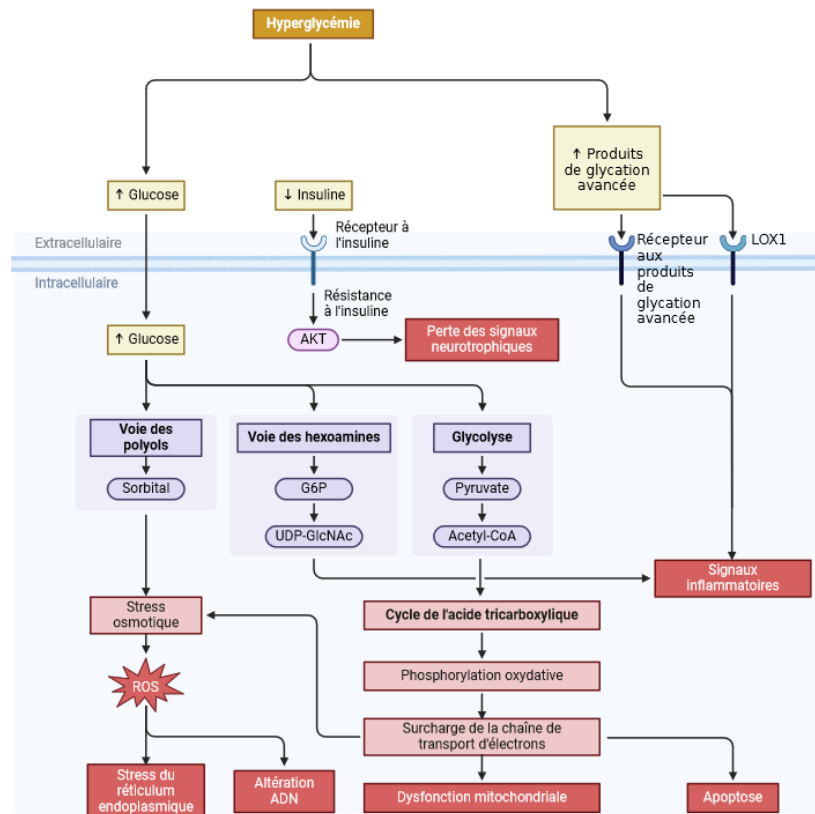 Hyperglycémie
↑ Produits
de glycation
avancée
↑ Glucose
↓ Insuline
Extracellulaire
Récepteur à
l'insuline
Récepteur
aux
produits
de
glycation
avancée
LOX1
Intracellulaire
Résistance
à l'insuline
↑ Glucose
AKT
Perte des signaux
neurotrophiques
Voie des
polyols
Voie des hexoamines
Glycolyse
Sorbital
G6P
Pyruvate
UDP-GlcNAc
Acetyl-CoA
Signaux
inflammatoires
Stress
osmotique
Cycle de l'acide tricarboxylique
ROS
Phosphorylation oxydative
Surcharge de la chaîne de
transport d'électrons
Stress du
réticulum
endoplasmique
Altération
ADN
Dysfonction mitochondriale
Apoptose